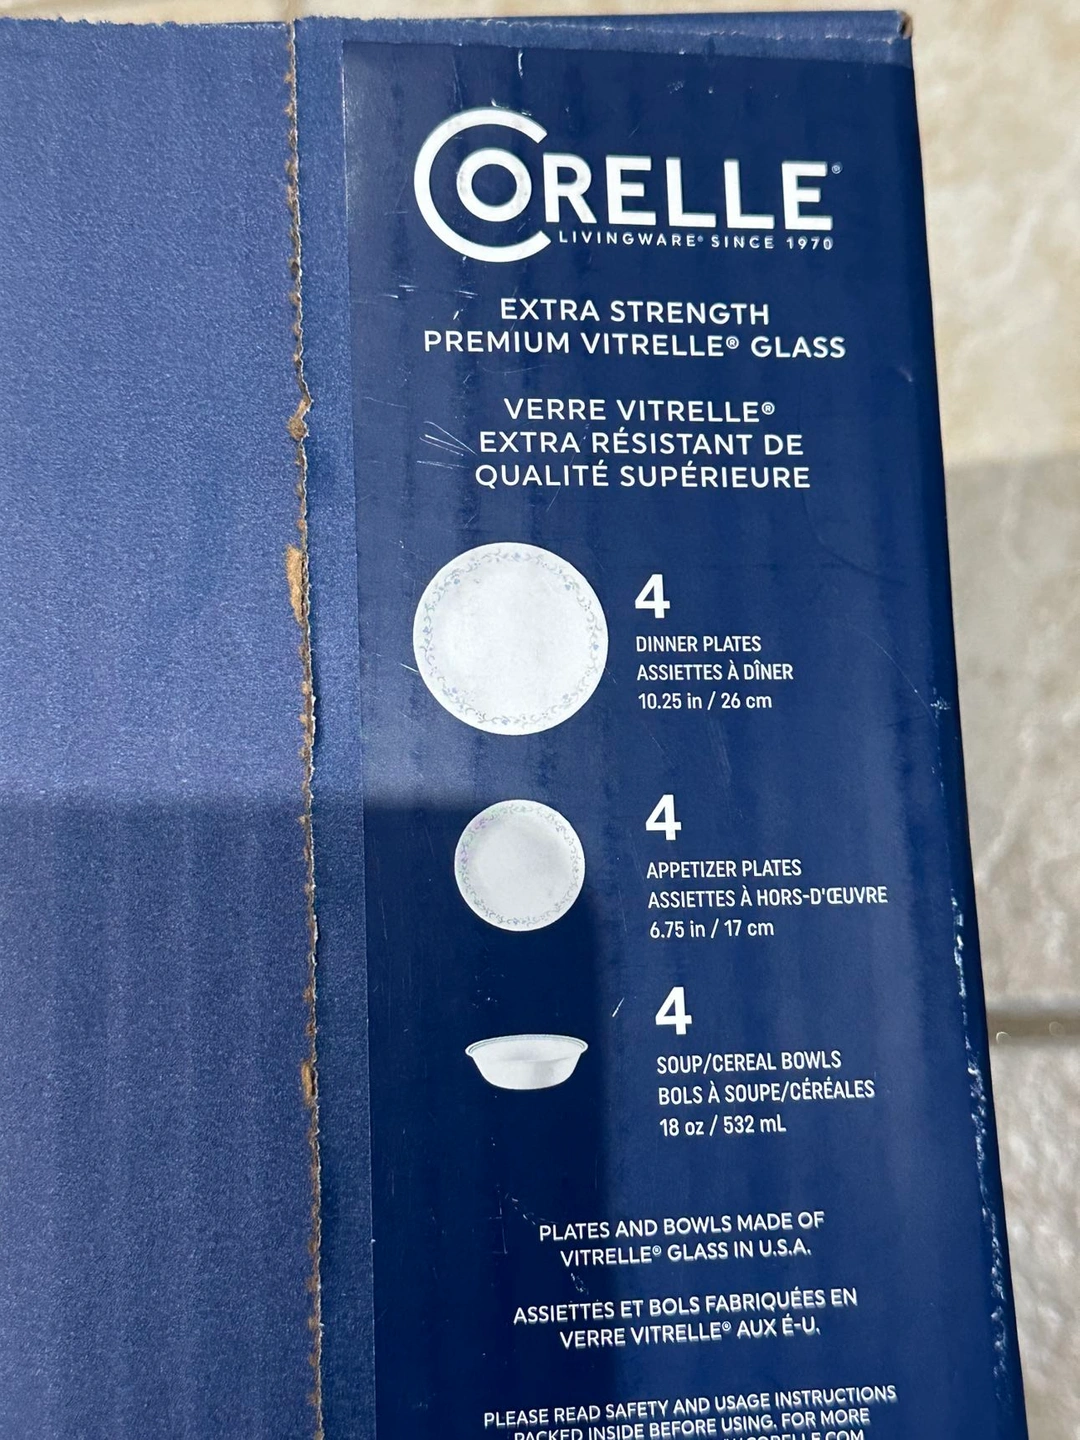 CORELLE®
LIVINGWARE® SINCE 1970
EXTRA STRENGTH
PREMIUM VITRELLE® GLASS
VERRE VITRELLE®
EXTRA RÉSISTANT DE
QUALITÉ SUPÉRIEURE
4
DINNER PLATES
ASSIETTES À DÎNER
10.25 in / 26 cm
4
APPETIZER PLATES
ASSIETTES À HORS-D'ŒUVRE
6.75 in / 17 cm
4
SOUP/CEREAL BOWLS
BOLS À SOUPE/CÉRÉALES
18 oz / 532 mL
PLATES AND BOWLS MADE OF
VITRELLE® GLASS IN U.S.A.
ASSIETTES ET BOLS FABRIQUÉES EN
VERRE VITRELLE® AUX É-U.
PLEASE READ SAFETY AND USAGE INSTRUCTIONS
PACKED INSIDE BEFORE USING. FOR MORE
CORELLE.COM